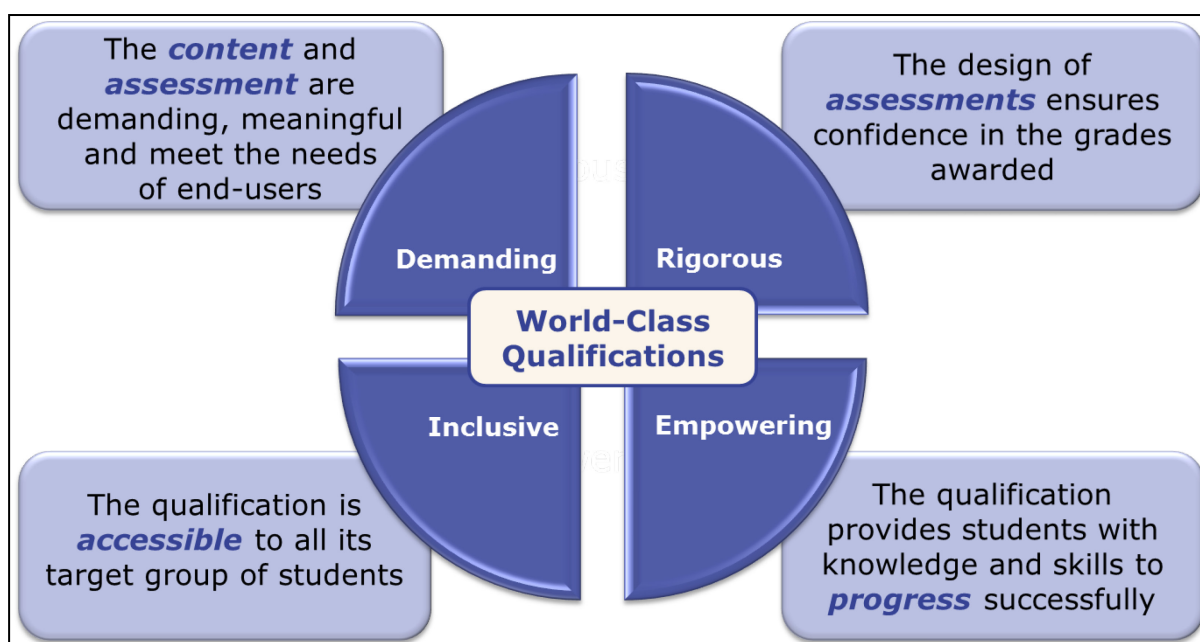 The content and
assessment are
demanding, meaningful
and meet the needs
of end-users
The design of
assessments ensures
confidence in the grades
awarded
Demanding
Rigorous
World-Class
Qualifications
Inclusive
Empowering
The qualification is
accessible to all its
target group of students
The qualification
provides students with
knowledge and skills to
progress successfully